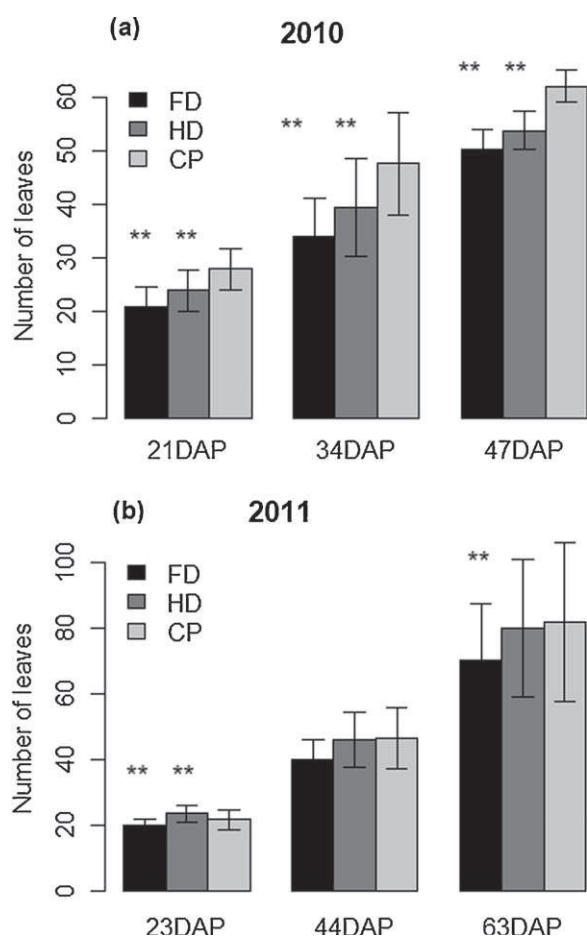 (a) 2010
FD
HD
CP
** ** ** ** ** **
Number of leaves
0 10 20 30 40 50 60
21DAP 34DAP 47DAP
(b) 2011
FD
HD
CP
** ** **
Number of leaves
0 20 40 60 80 100
23DAP 44DAP 63DAP